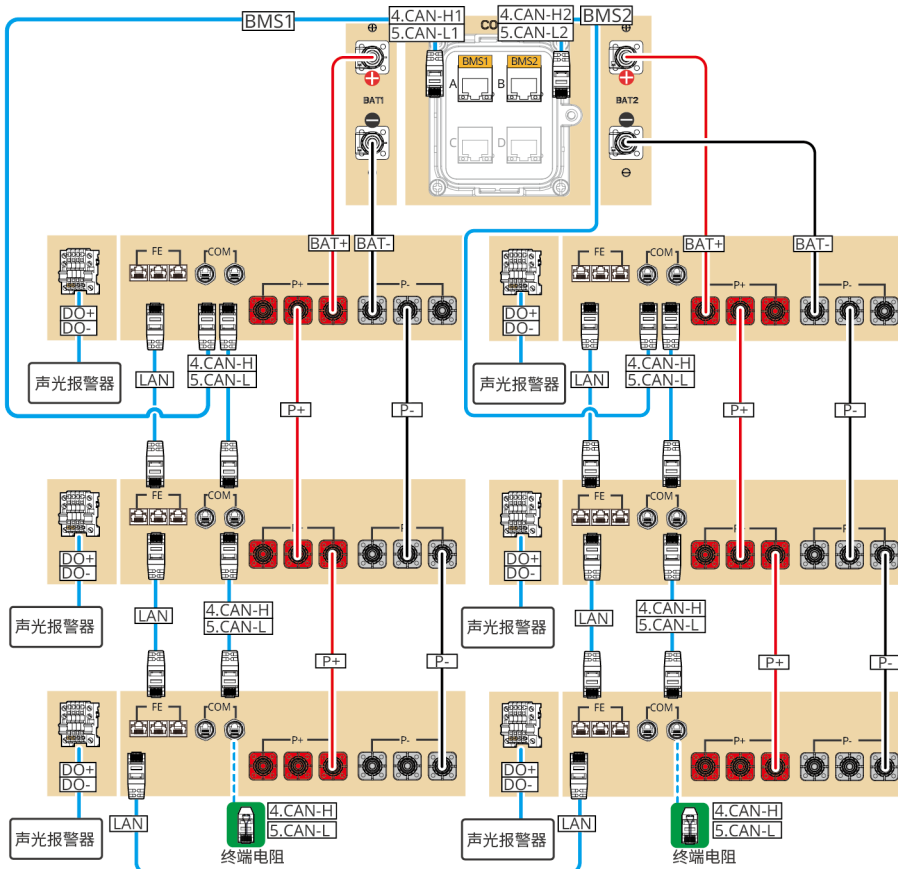 BMS1
4.CAN-H1
5.CAN-L1
CO
4.CAN-H2
5.CAN-L2
BMS2
BMS1
BMS2
A
B
C
D
BAT1
BAT2
BAT+
BAT-
BAT+
BAT-
FE
COM
P+
P-
DO+
DO-
声光报警器
LAN
4.CAN-H
5.CAN-L
P+
P-
FE
COM
P+
P-
DO+
DO-
声光报警器
LAN
4.CAN-H
5.CAN-L
P+
P-
FE
COM
DO+
DO-
声光报警器
LAN
4.CAN-H
5.CAN-L
P+
P-
FE
COM
DO+
DO-
声光报警器
LAN
4.CAN-H
5.CAN-L
P+
P-
FE
COM
P+
P-
DO+
DO-
声光报警器
LAN
4.CAN-H
5.CAN-L
终端电阻
FE
COM
P+
P-
DO+
DO-
声光报警器
LAN
4.CAN-H
5.CAN-L
终端电阻